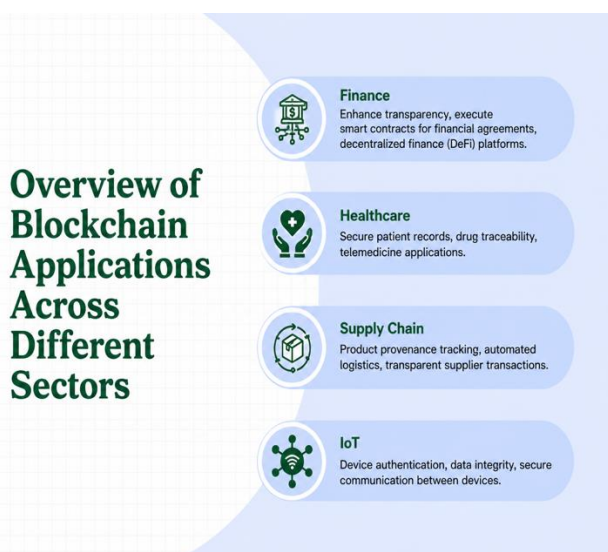 Overview of
Blockchain
Applications
Across
Different
Sectors
Finance
Enhance transparency, execute
smart contracts for financial agreements,
decentralized finance (DeFi) platforms.
Healthcare
Secure patient records, drug traceability,
telemedicine applications.
Supply Chain
Product provenance tracking, automated
logistics, transparent supplier transactions.
IoT
Device authentication, data integrity, secure
communication between devices.